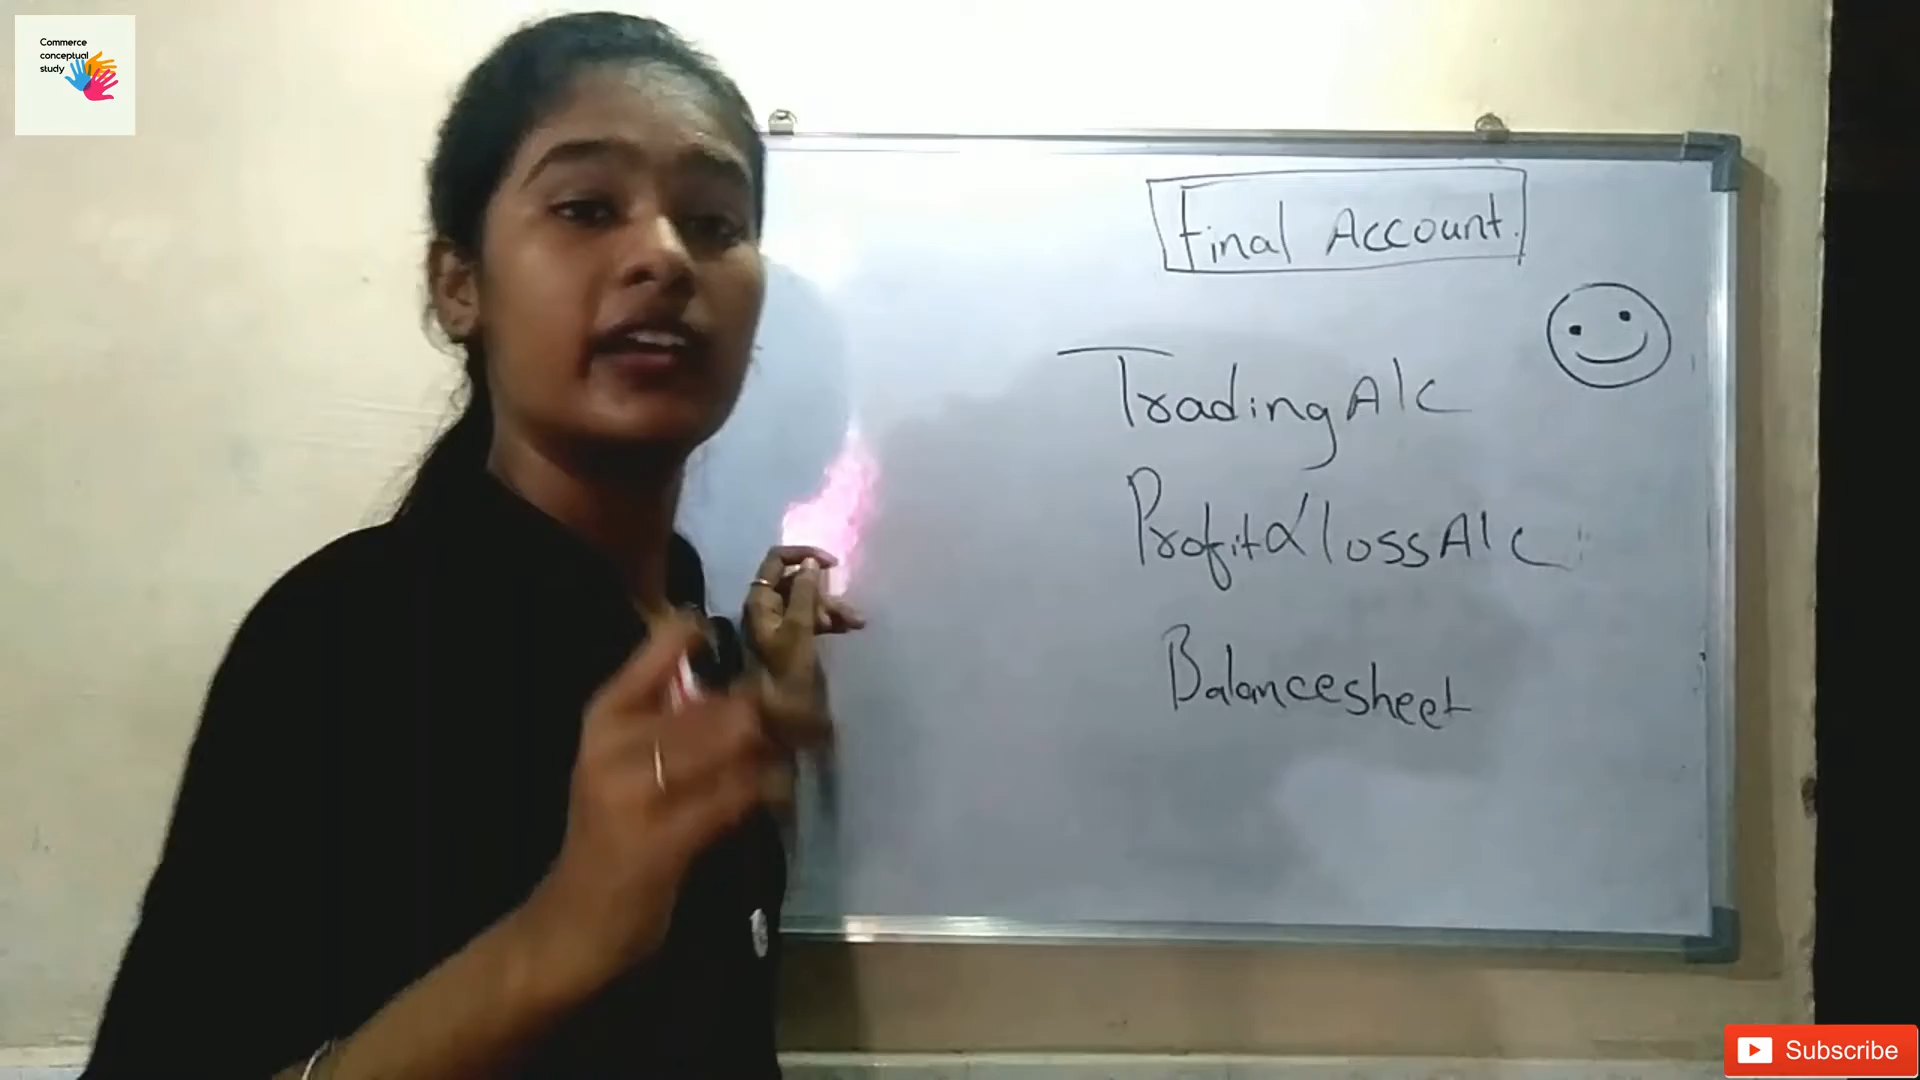 Commerce
conceptual
study
Final Account.
Trading A/c
Profit & loss A/c
Balancesheet
Subscribe